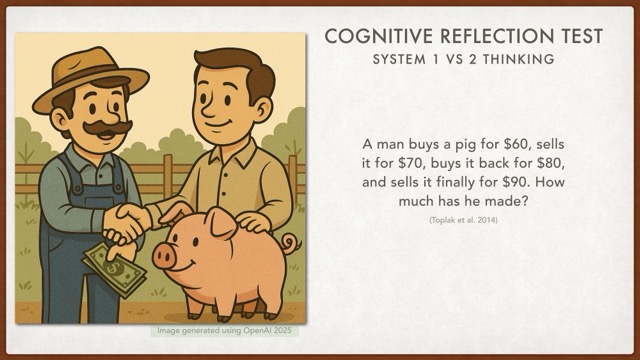 COGNITIVE REFLECTION TEST
SYSTEM 1 VS 2 THINKING
A man buys a pig for $60, sells
it for $70, buys it back for $80,
and sells it finally for $90. How
much has he made?
(Toplak et al. 2014)
Image generated using OpenAI 2025